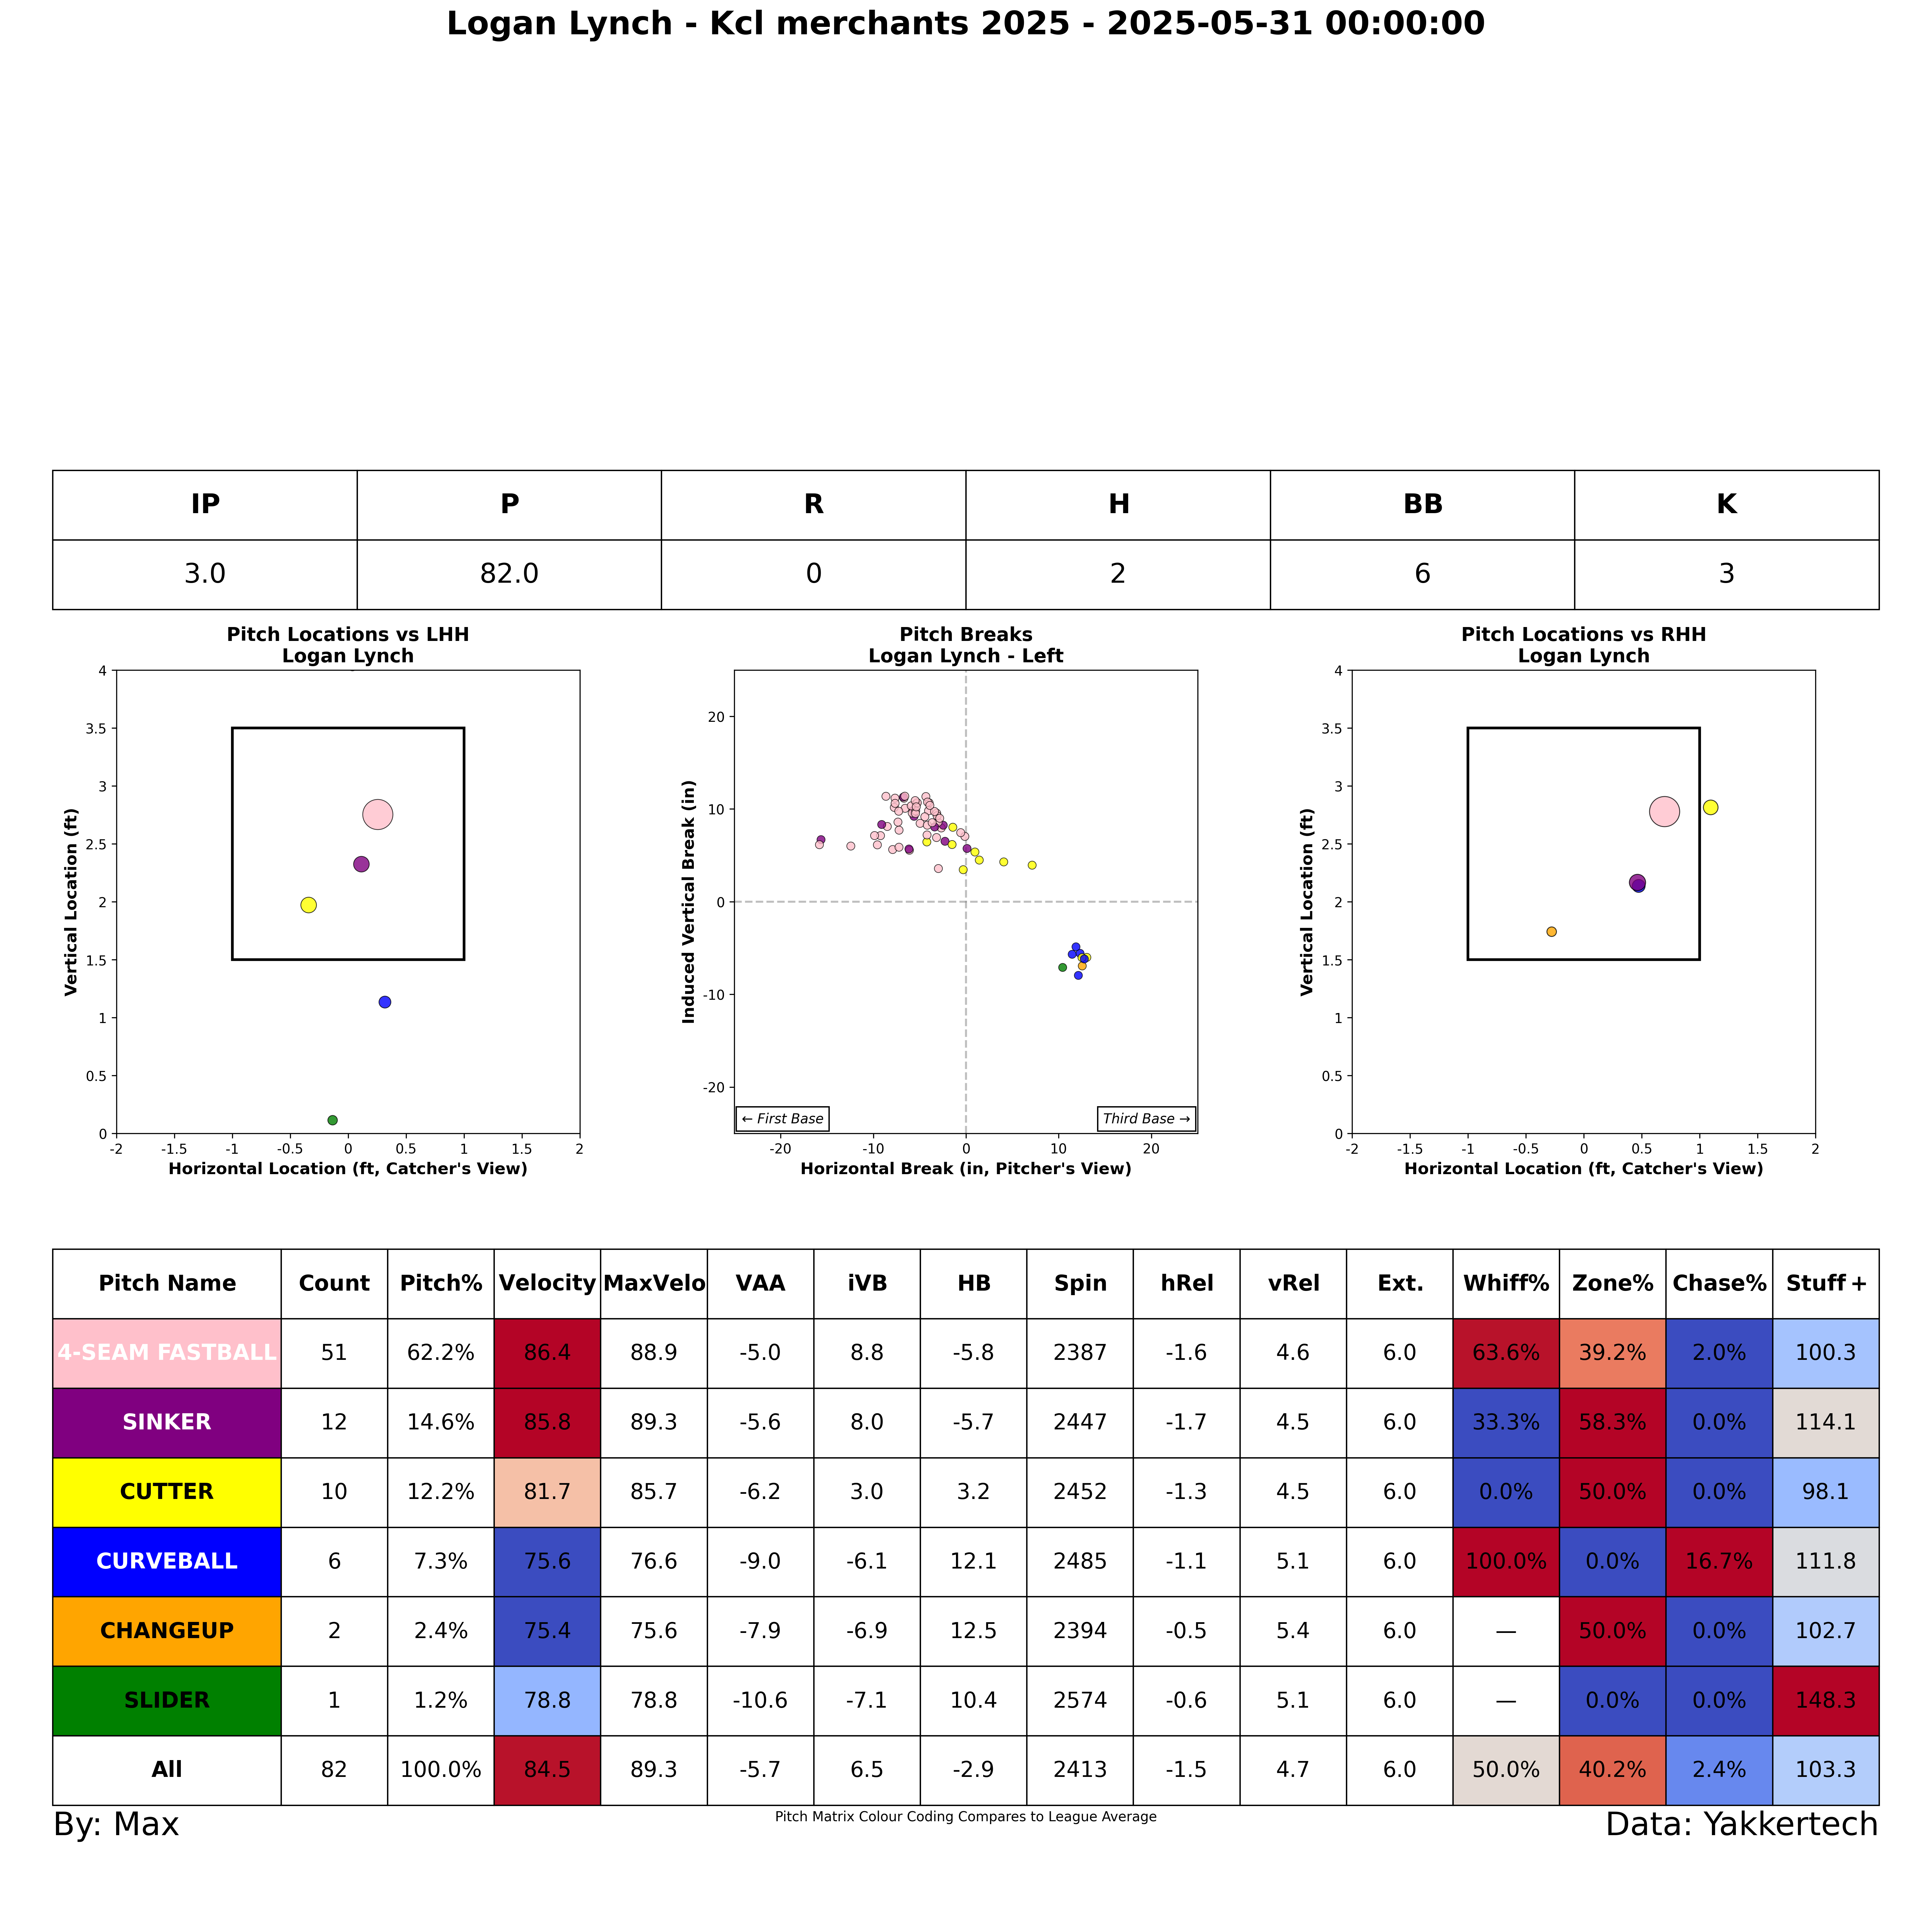 Logan Lynch - Kcl merchants 2025 - 2025-05-31 00:00:00
IP P R H BB K
3.0 82.0 0 2 6 3
Pitch Locations vs LHH
Logan Lynch
4
3.5
3
2.5
2
1.5
1
0.5
0
Vertical Location (ft)
-2 -1.5 -1 -0.5 0 0.5 1 1.5 2
Horizontal Location (ft, Catcher's View)
Pitch Breaks
Logan Lynch - Left
20
10
0
-10
-20
Induced Vertical Break (in)
← First Base
Third Base →
-20 -10 0 10 20
Horizontal Break (in, Pitcher's View)
Pitch Locations vs RHH
Logan Lynch
4
3.5
3
2.5
2
1.5
1
0.5
0
Vertical Location (ft)
-2 -1.5 -1 -0.5 0 0.5 1 1.5 2
Horizontal Location (ft, Catcher's View)
Pitch Name Count Pitch% Velocity MaxVelo VAA iVB HB Spin hRel vRel Ext. Whiff% Zone% Chase% Stuff+
4-SEAM FASTBALL 51 62.2% 86.4 88.9 -5.0 8.8 -5.8 2387 -1.6 4.6 6.0 63.6% 39.2% 2.0% 100.3
SINKER 12 14.6% 85.8 89.3 -5.6 8.0 -5.7 2447 -1.7 4.5 6.0 33.3% 58.3% 0.0% 114.1
CUTTER 10 12.2% 81.7 85.7 -6.2 3.0 3.2 2452 -1.3 4.5 6.0 0.0% 50.0% 0.0% 98.1
CURVEBALL 6 7.3% 75.6 76.6 -9.0 -6.1 12.1 2485 -1.1 5.1 6.0 100.0% 0.0% 16.7% 111.8
CHANGEUP 2 2.4% 75.4 75.6 -7.9 -6.9 12.5 2394 -0.5 5.4 6.0 — 50.0% 0.0% 102.7
SLIDER 1 1.2% 78.8 78.8 -10.6 -7.1 10.4 2574 -0.6 5.1 6.0 — 0.0% 0.0% 148.3
All 82 100.0% 84.5 89.3 -5.7 6.5 -2.9 2413 -1.5 4.7 6.0 50.0% 40.2% 2.4% 103.3
By: Max
Pitch Matrix Colour Coding Compares to League Average
Data: Yakkertech